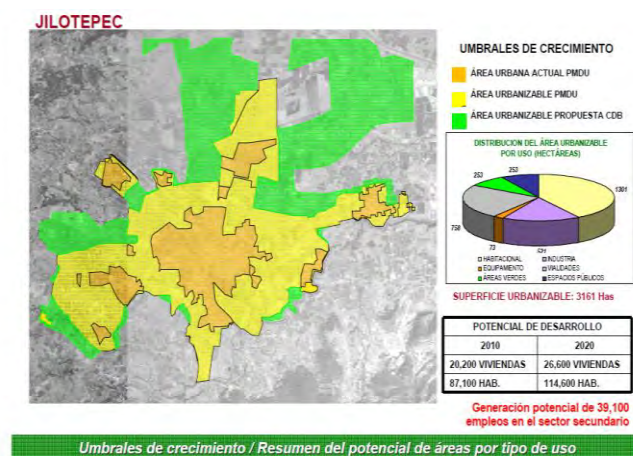 JILOTEPEC
UMBRALES DE CRECIMIENTO
ÁREA URBANA ACTUAL PMDU
ÁREA URBANIZABLE PMDU
ÁREA URBANIZABLE PROPUESTA CDB
DISTRIBUCION DEL ÁREA URBANIZABLE
POR USO (HECTÁREAS)
253
253
1301
758
73
HABITACIONAL
INDUSTRIA
EQUIPAMENTO
VIALIDADES
ÁREAS VERDES
ESPACIOS PÚBLICOS
SUPERFICIE URBANIZABLE: 3161 Has
POTENCIAL DE DESARROLLO
2010 2020
20,200 VIVIENDAS 26,600 VIVIENDAS
87,100 HAB. 114,600 HAB.
Generación potencial de 39,100
empleos en el sector secundario
Umbrales de crecimiento / Resumen del potencial de áreas por tipo de uso